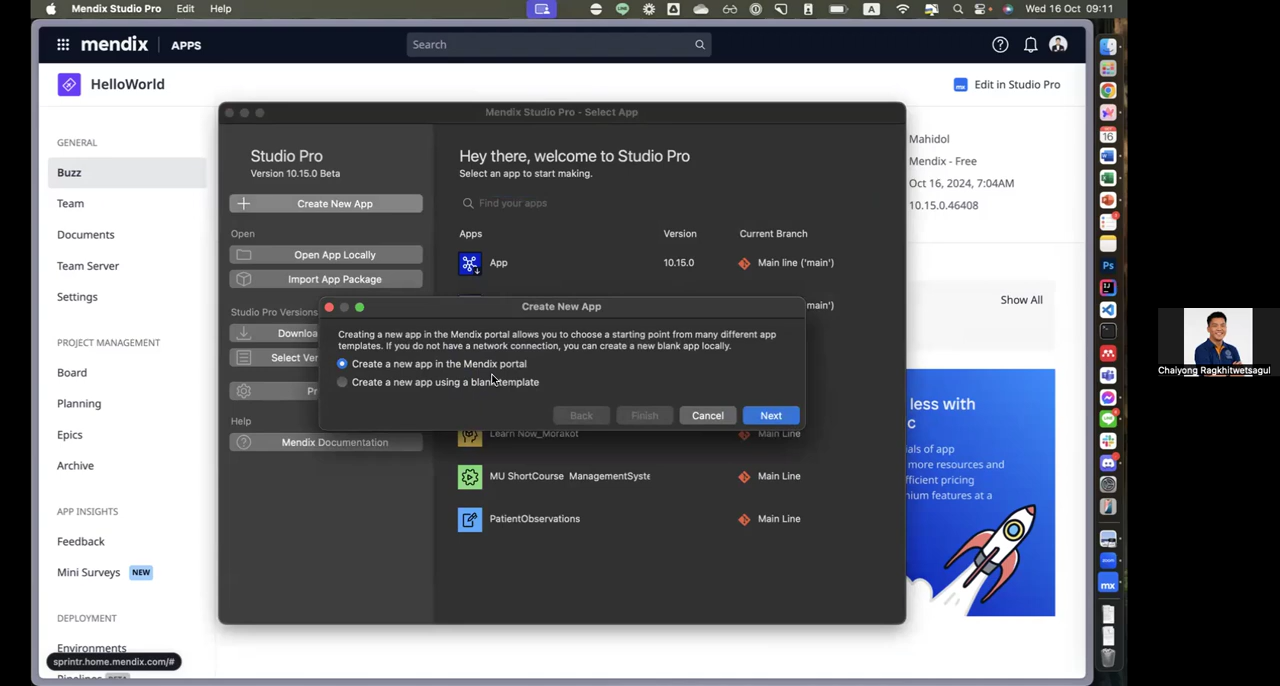 Mendix Studio Pro Edit Help
A
Wed 16 Oct 09:11
mendix APPS
Search
HelloWorld
Edit in Studio Pro
GENERAL
Buzz
Team
Documents
Team Server
Settings
PROJECT MANAGEMENT
Board
Planning
Epics
Archive
APP INSIGHTS
Feedback
Mini Surveys NEW
DEPLOYMENT
Environments
sprintr.home.mendix.com/#
Mendix Studio Pro - Select App
Studio Pro
Version 10.15.0 Beta
Create New App
Open
Open App Locally
Import App Package
Studio Pro Versions
Help
Mendix Documentation
Hey there, welcome to Studio Pro
Select an app to start making.
Find your apps
Apps Version Current Branch
App 10.15.0 Main line ('main')
main')
Create New App
Creating a new app in the Mendix portal allows you to choose a starting point from many different app
templates. If you do not have a network connection, you can create a new blank app locally.
Create a new app in the Mendix portal
Create a new app using a blank template
Back Finish Cancel Next
Learn Now_Morakot Main Line
MU ShortCourse ManagementSyste Main Line
PatientObservations Main Line
Mahidol
Mendix - Free
Oct 16, 2024, 7:04AM
10.15.0.46408
Show All
less with
more resources and
16
Ps
mx
Chaiyong Ragkhitwetsagul